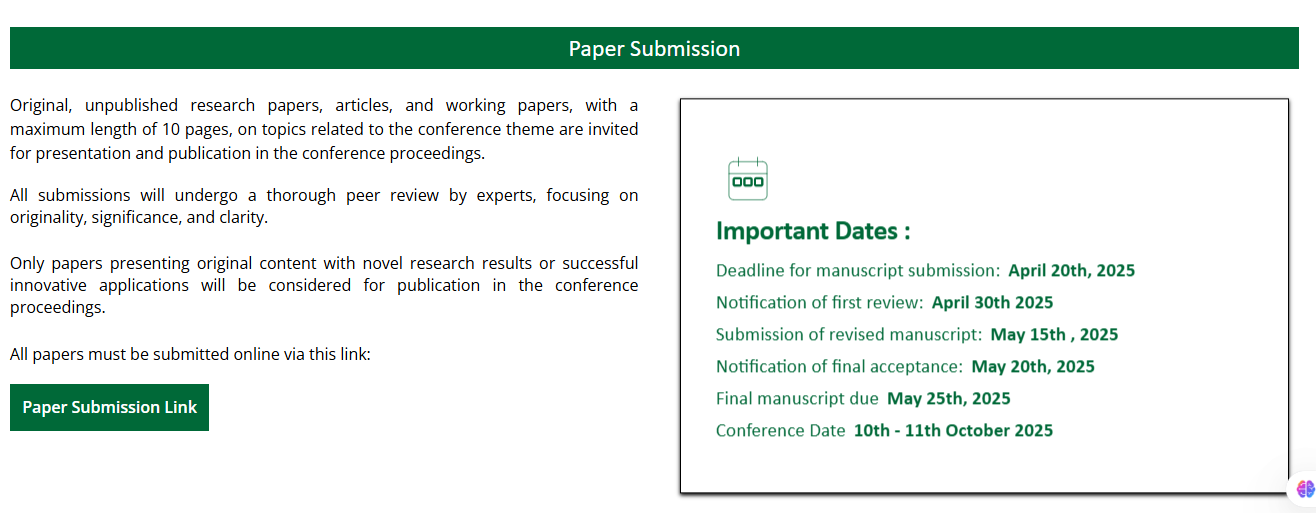 Paper Submission
Original, unpublished research papers, articles, and working papers, with a
maximum length of 10 pages, on topics related to the conference theme are invited
for presentation and publication in the conference proceedings.
All submissions will undergo a thorough peer review by experts, focusing on
originality, significance, and clarity.
Only papers presenting original content with novel research results or successful
innovative applications will be considered for publication in the conference
proceedings.
All papers must be submitted online via this link:
Paper Submission Link
Important Dates :
Deadline for manuscript submission: April 20th, 2025
Notification of first review: April 30th 2025
Submission of revised manuscript: May 15th , 2025
Notification of final acceptance: May 20th, 2025
Final manuscript due May 25th, 2025
Conference Date 10th - 11th October 2025